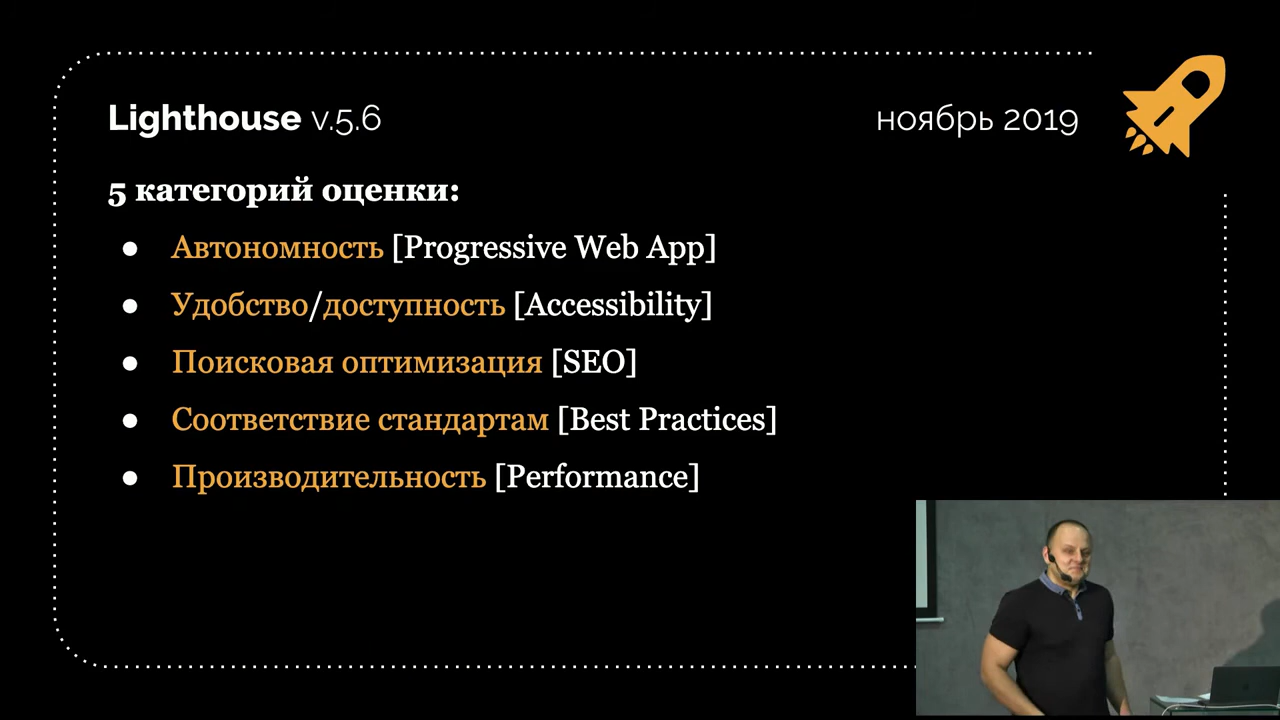 Lighthouse v.5.6
ноябрь 2019
5 категорий оценки:
● Автономность [Progressive Web App]
● Удобство/доступность [Accessibility]
● Поисковая оптимизация [SEO]
● Соответствие стандартам [Best Practices]
● Производительность [Performance]